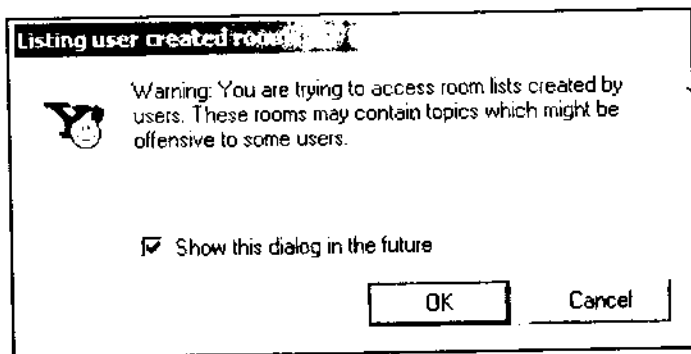 Listing user created room
Warning: You are trying to access room lists created by
users. These rooms may contain topics which might be
offensive to some users.
Show this dialog in the future
OK
Cancel